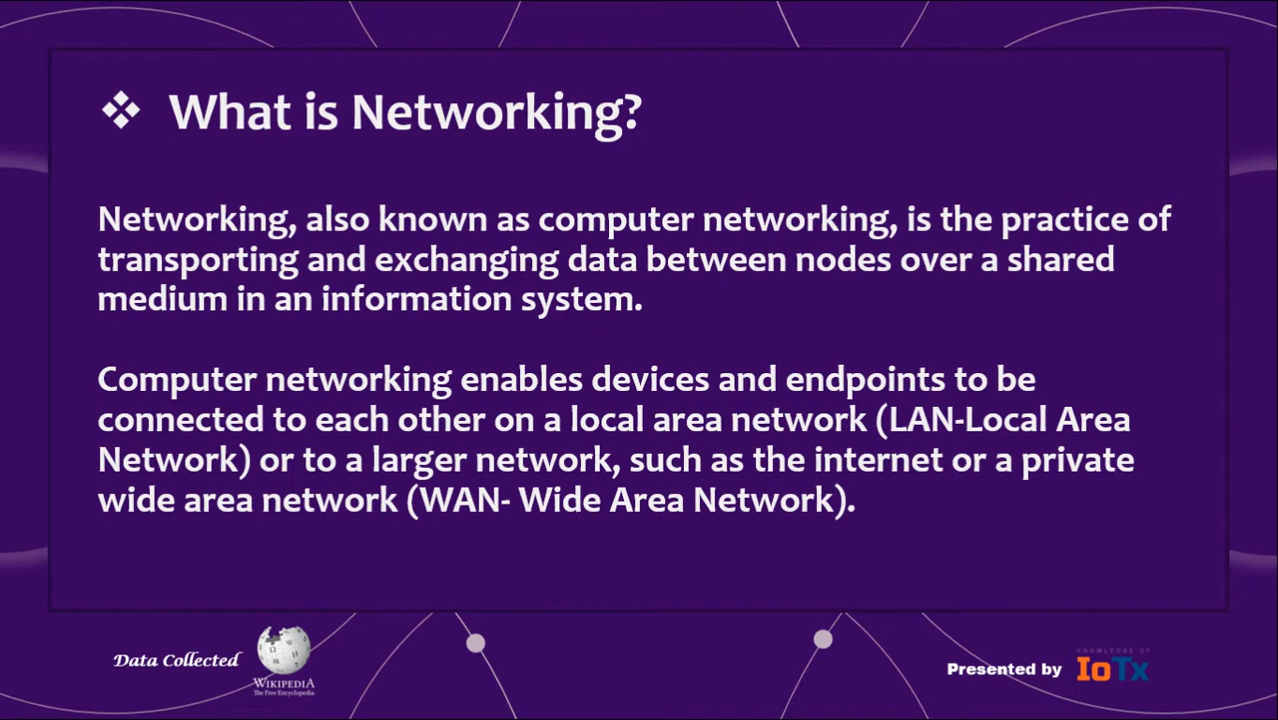 What is Networking?
Networking, also known as computer networking, is the practice of
transporting and exchanging data between nodes over a shared
medium in an information system.
Computer networking enables devices and endpoints to be
connected to each other on a local area network (LAN-Local Area
Network) or to a larger network, such as the internet or a private
wide area network (WAN- Wide Area Network).
Data Collected
WIKIPEDIA
The Free Encyclopedia
Presented by
KNOWLEDGE OF
IoTx